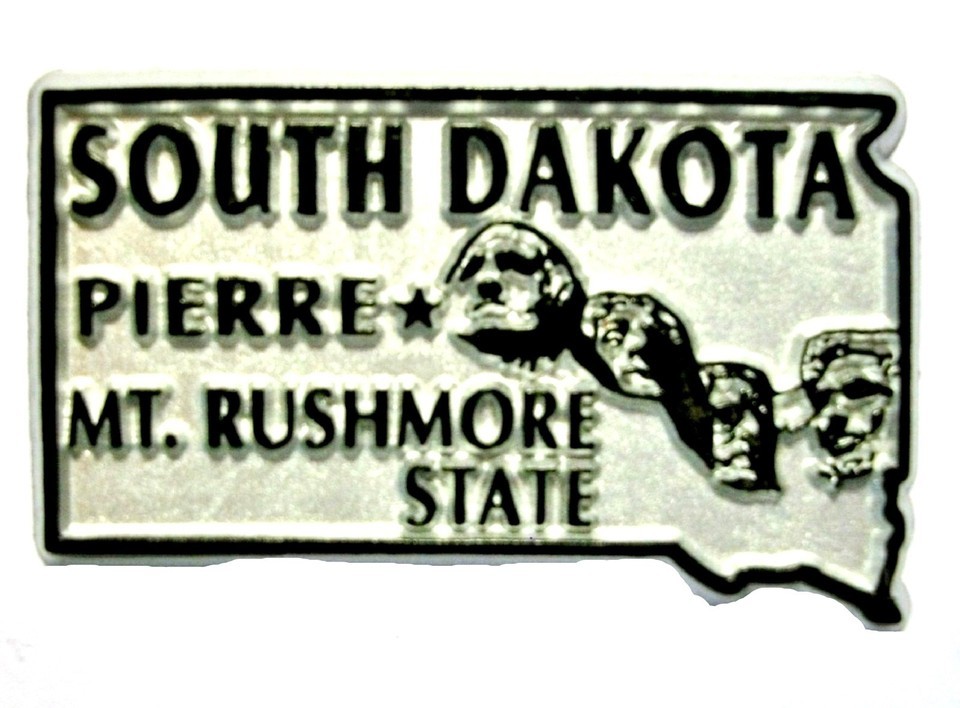 SOUTH DAKOTA
PIERRE★
MT. RUSHMORE
STATE